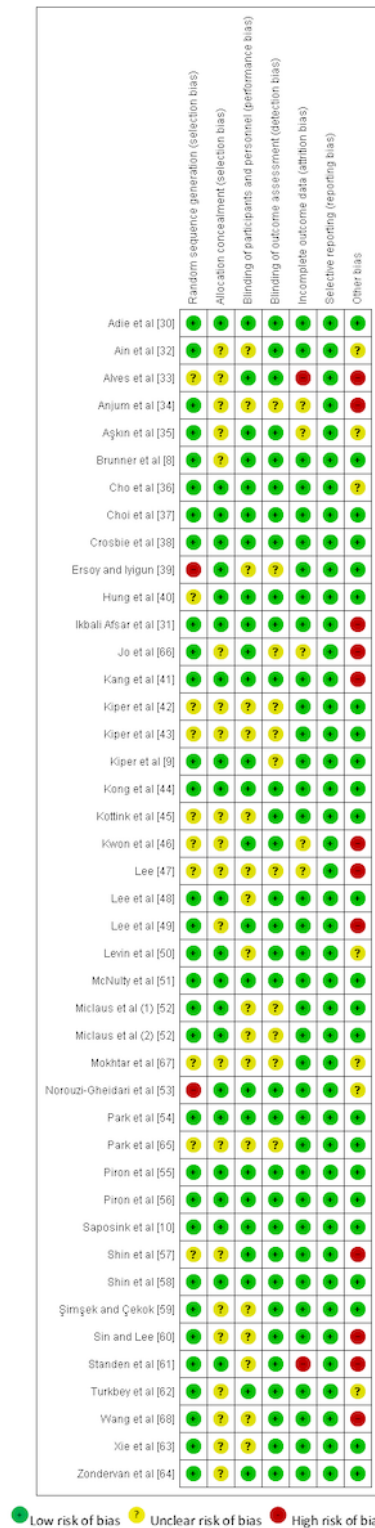 Random sequence generation (selection bias)
Allocation concealment (selection bias)
Blinding of participants and personnel (performance bias)
Blinding of outcome assessment (detection bias)
Incomplete outcome data (attrition bias)
Selective reporting (reporting bias)
Other bias
Adie et al [30] + + + + + + +
Ain et al [32] + ? ? + + + ?
Alves et al [33] ? ? + + - + -
Anjum et al [34] + ? ? ? ? + -
Aşkın et al [35] + ? + + ? + ?
Brunner et al [8] + ? + + + + +
Cho et al [36] + + + + + + ?
Choi et al [37] + + + + + + +
Crosbie et al [38] + + + + + + +
Ersoy and Iyigun [39] - + ? ? + + +
Hung et al [40] ? + + + + + +
Ikbali Afsar et al [31] + + + + + + -
Jo et al [66] + ? + ? ? + -
Kang et al [41] + + + + + + -
Kiper et al [42] ? ? ? ? + + +
Kiper et al [43] ? ? ? ? + + +
Kiper et al [9] + + + ? + + +
Kong et al [44] + + + + + + +
Kottink et al [45] ? ? ? + + + +
Kwon et al [46] ? ? + + ? + -
Lee [47] ? ? ? ? ? + -
Lee et al [48] + + ? + + + +
Lee et al [49] + ? + + + + -
Levin et al [50] + + ? + + + ?
McNulty et al [51] + + + + + + +
Miclaus et al (1) [52] + + ? ? + + +
Miclaus et al (2) [52] + + ? ? + + +
Mokhtar et al [67] ? ? ? ? + + ?
Norouzi-Gheidari et al [53] - + + + + + ?
Park et al [54] + + + + + + +
Park et al [65] ? ? ? ? + + +
Piron et al [55] + + + + + + +
Piron et al [56] + + + + + + +
Saposink et al [10] + + + + + + +
Shin et al [57] ? ? + + + + -
Shin et al [58] + + + + + + +
Şimşek and Çekok [59] + ? ? + + + +
Sin and Lee [60] + ? ? + + + -
Standen et al [61] + + ? + - + -
Turkbey et al [62] + ? + + + + ?
Wang et al [68] + ? ? + + + -
Xie et al [63] + ? ? + + + +
Zondervan et al [64] + ? + + + + +
+ Low risk of bias ? Unclear risk of bias - High risk of bia